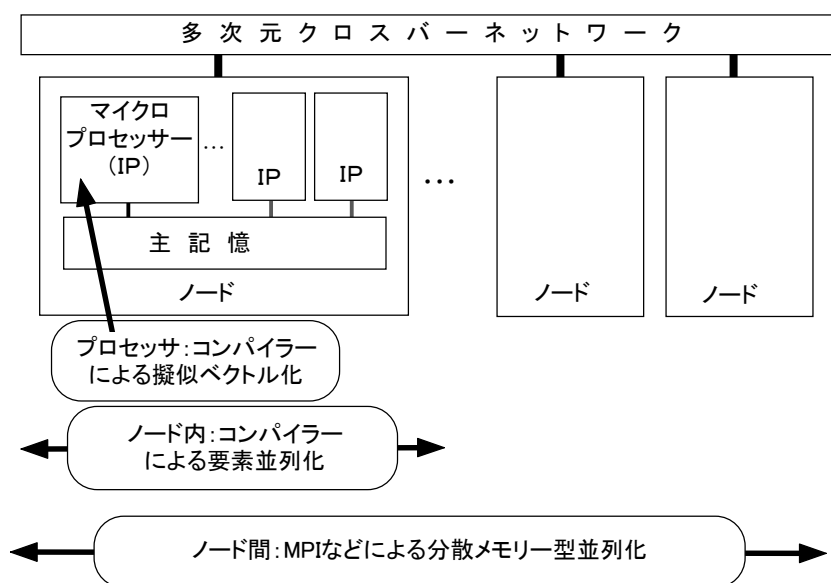 多次元クロスバーネットワーク
マイクロ
プロセッサー
（IP）
…
IP
IP
…
主記憶
ノード
ノード
ノード
プロセッサ：コンパイラー
による擬似ベクトル化
ノード内：コンパイラー
による要素並列化
ノード間：MPIなどによる分散メモリー型並列化